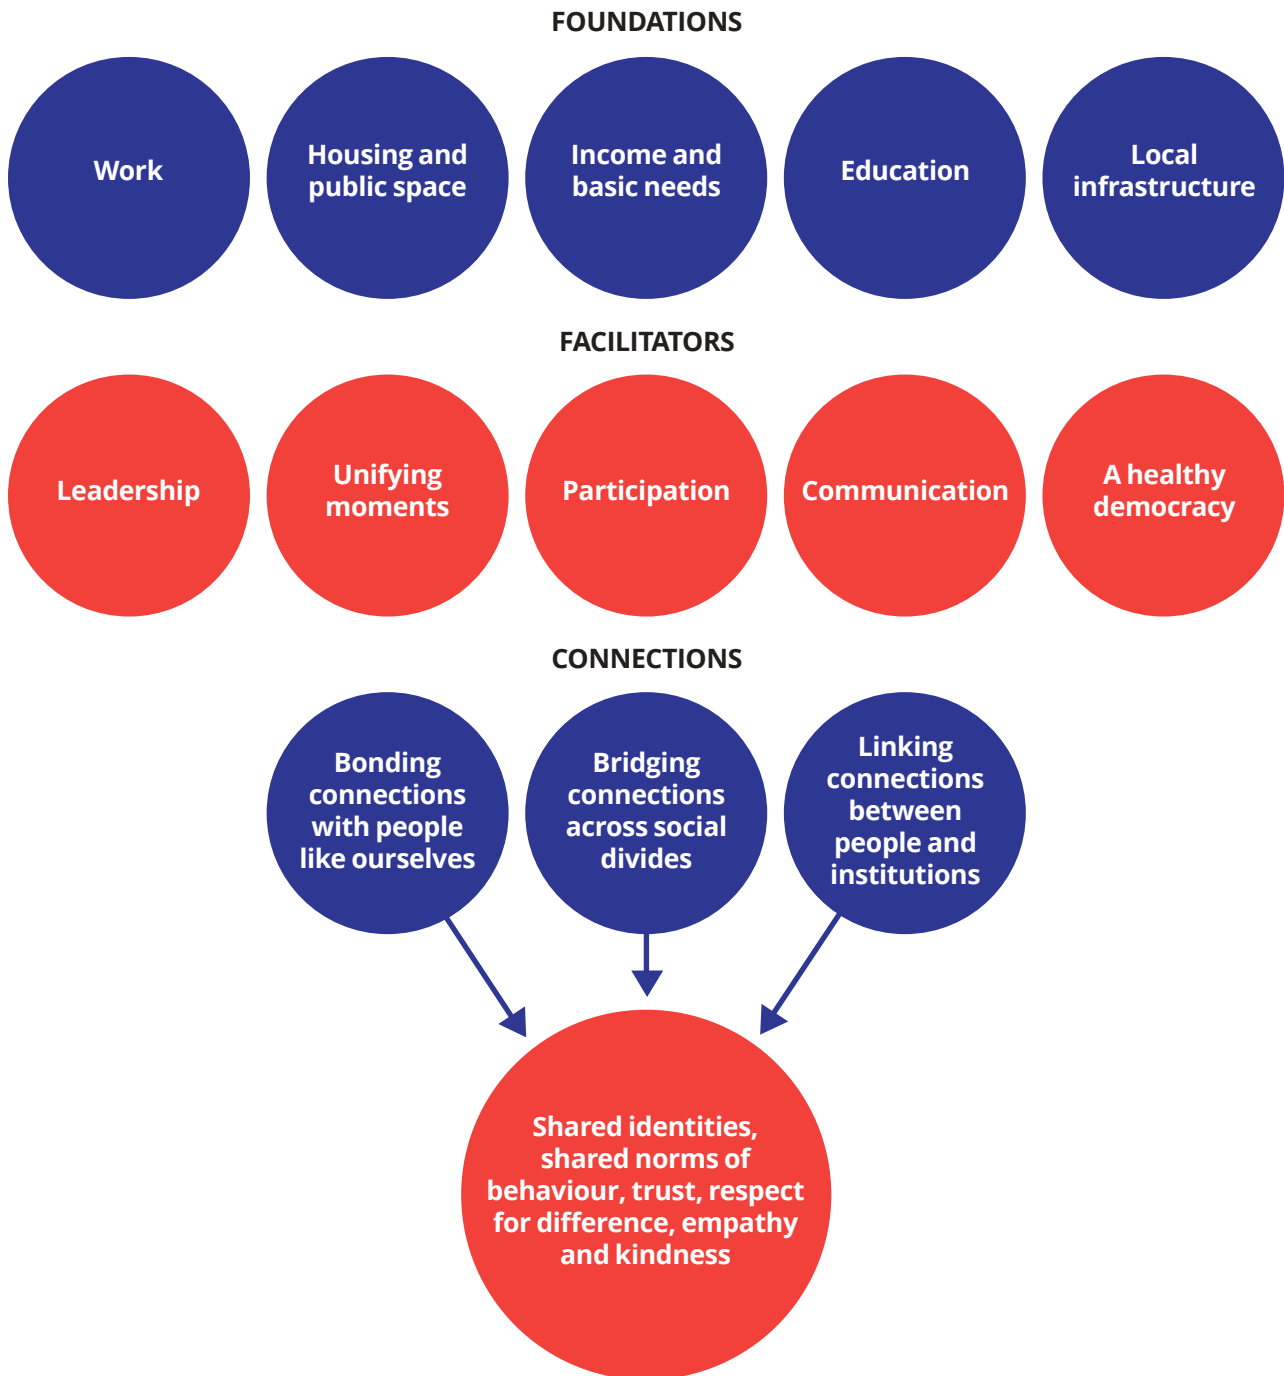 FOUNDATIONS
Work
Housing and
public space
Income and
basic needs
Education
Local
infrastructure
FACILITATORS
Leadership
Unifying
moments
Participation
Communication
A healthy
democracy
CONNECTIONS
Bonding
connections
with people
like ourselves
Bridging
connections
across social
divides
Linking
connections
between
people and
institutions
Shared identities,
shared norms of
behaviour, trust, respect
for difference, empathy
and kindness